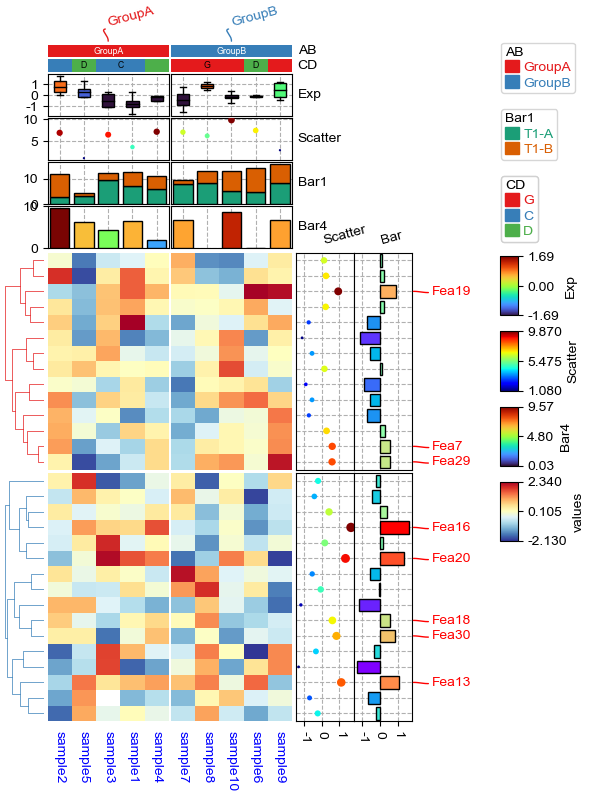 GroupA
GroupB
GroupA
GroupB
AB
D
C
G
D
CD
1
0
-1
Exp
10
5
Scatter
10
0
Bar1
10
0
Bar4
Scatter
Bar
Fea19
Fea7
Fea29
Fea16
Fea20
Fea18
Fea30
Fea13
-1
0
1
-1
0
1
sample2
sample5
sample3
sample1
sample4
sample7
sample8
sample10
sample6
sample9
AB
GroupA
GroupB
Bar1
T1-A
T1-B
CD
G
C
D
1.69
0.00
-1.69
Exp
9.870
5.475
1.080
Scatter
9.57
4.80
0.03
Bar4
2.340
0.105
-2.130
values